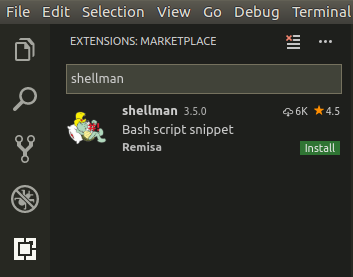 File Edit Selection View Go Debug Terminal
EXTENSIONS: MARKETPLACE
shellman
shellman 3.5.0 6K 4.5
Bash script snippet
Remisa Install